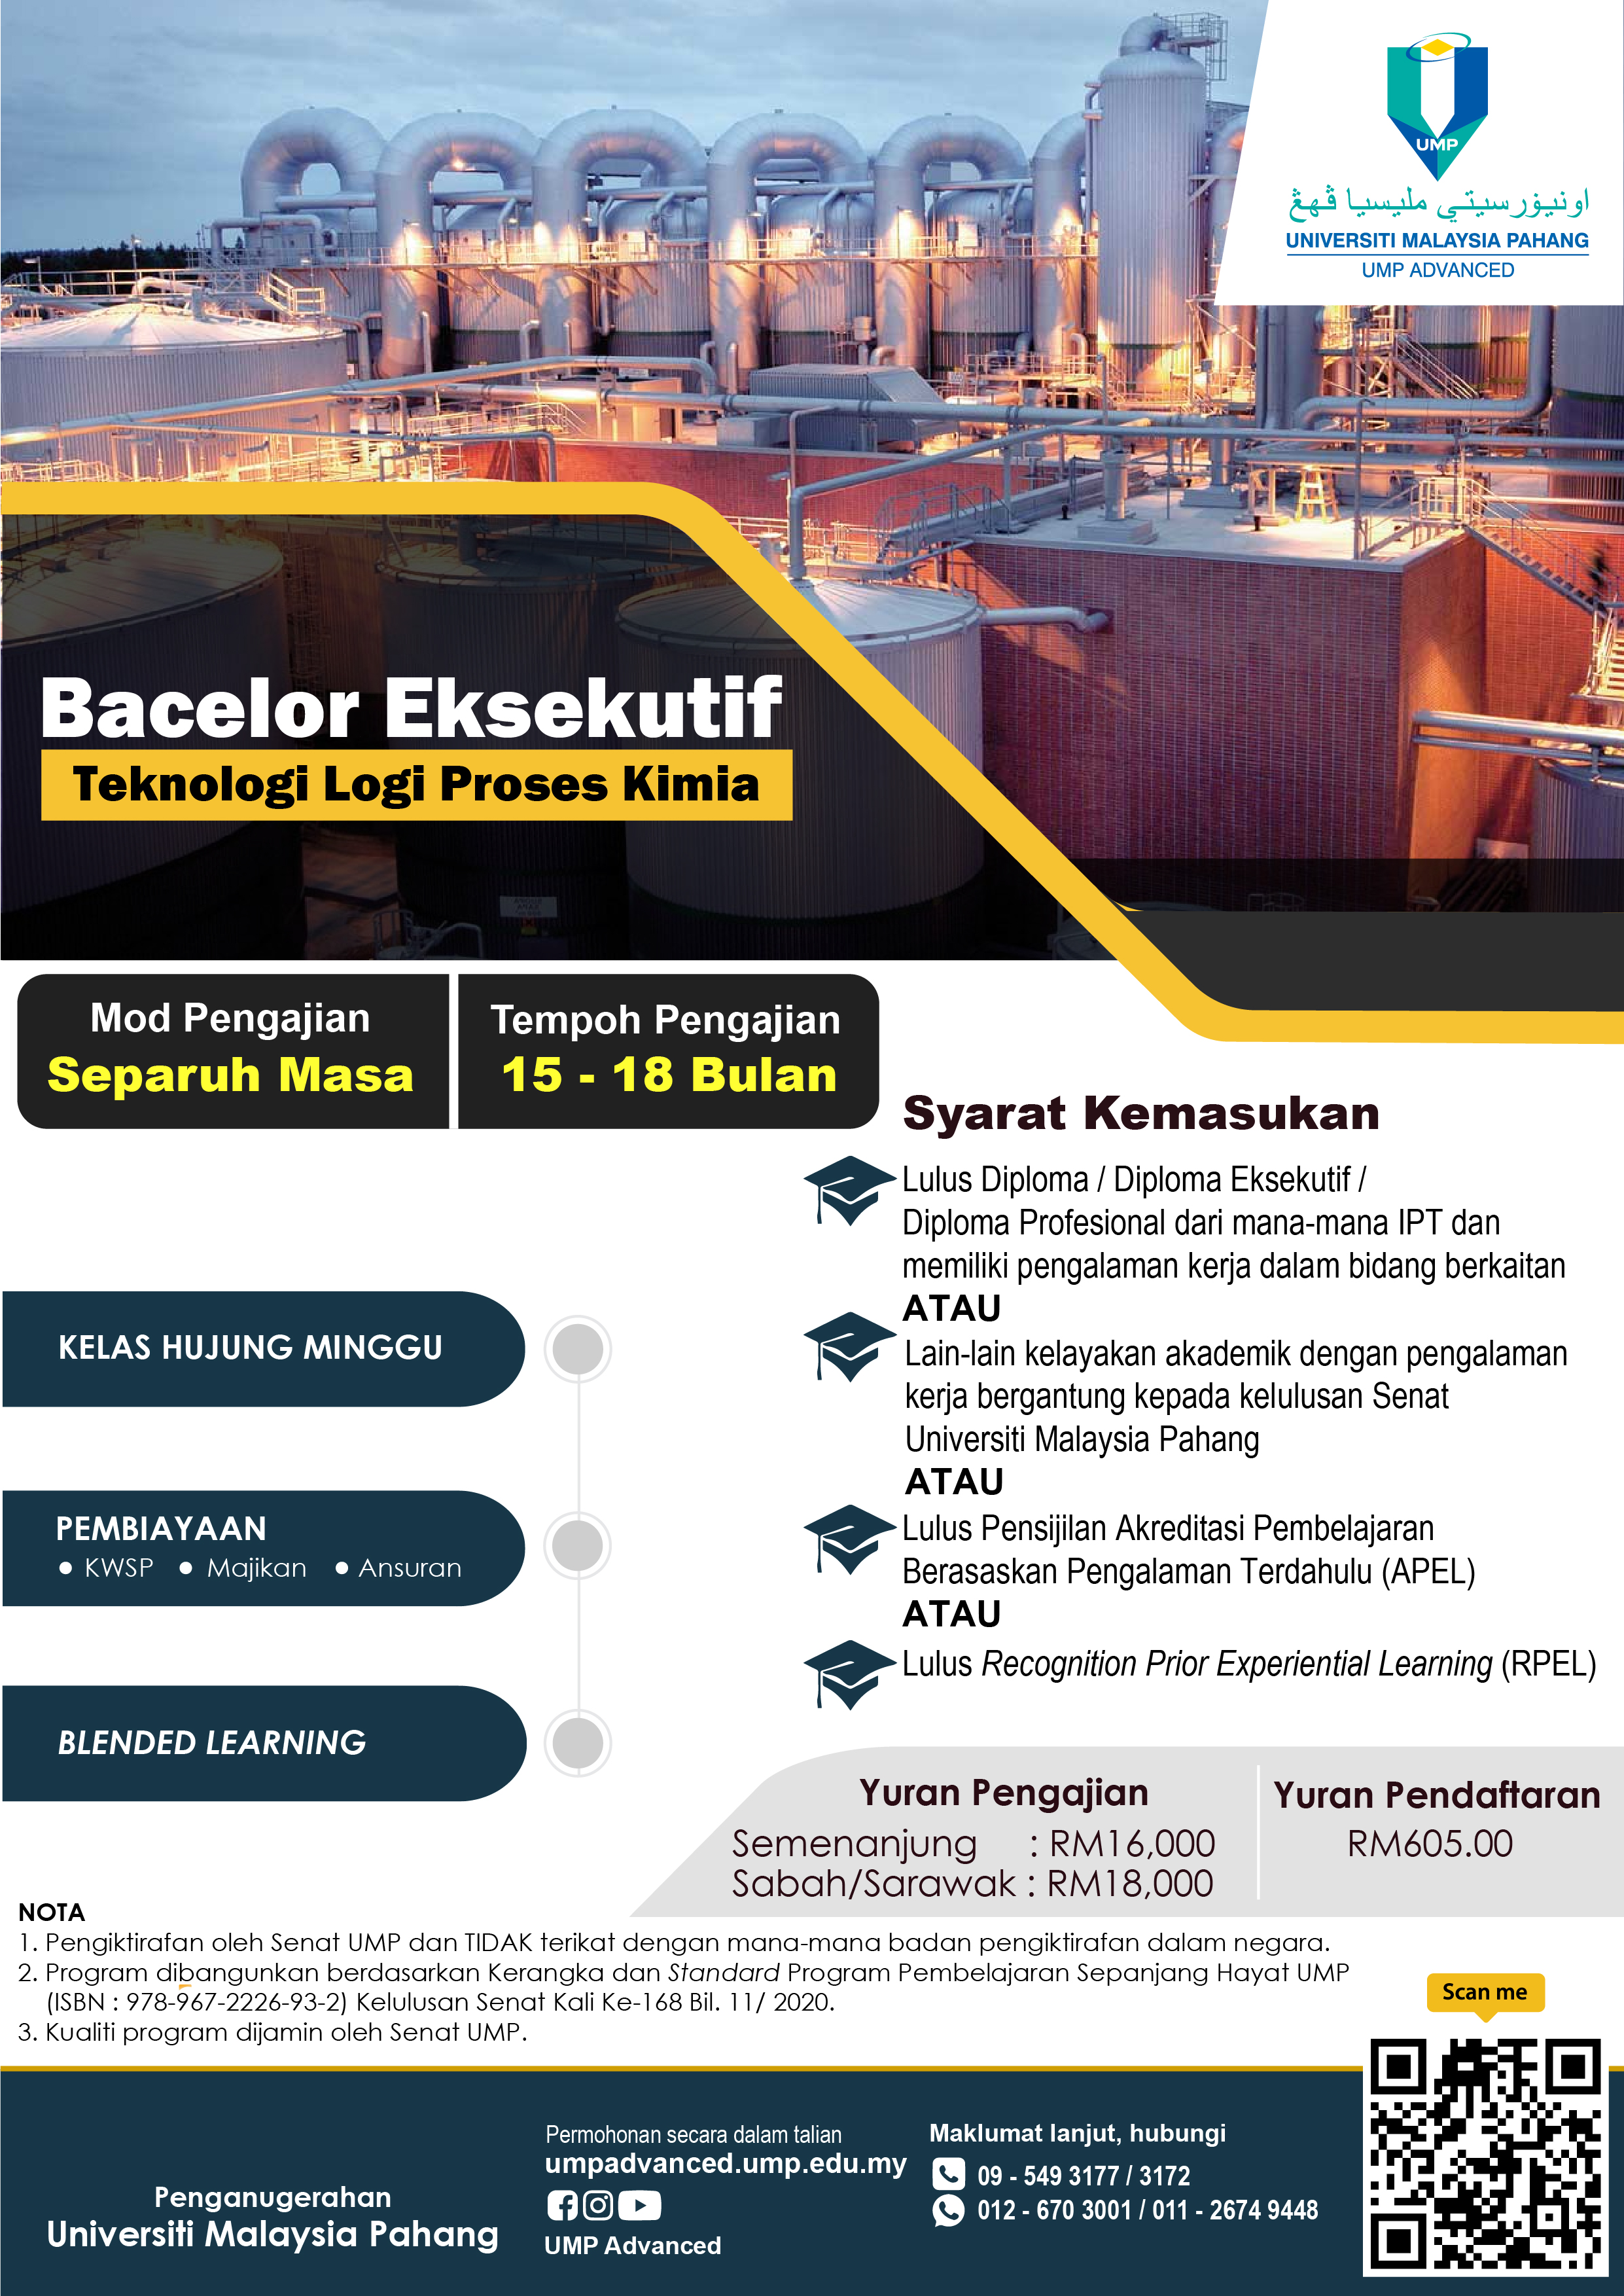 UMP
اونيۏرسيتي مليسيا ڤهڠ
UNIVERSITI MALAYSIA PAHANG
UMP ADVANCED
Bacelor Eksekutif
Teknologi Logi Proses Kimia
Mod Pengajian
Separuh Masa
Tempoh Pengajian
15 - 18 Bulan
Syarat Kemasukan
Lulus Diploma / Diploma Eksekutif /
Diploma Profesional dari mana-mana IPT dan
memiliki pengalaman kerja dalam bidang berkaitan
ATAU
Lain-lain kelayakan akademik dengan pengalaman
kerja bergantung kepada kelulusan Senat
Universiti Malaysia Pahang
ATAU
Lulus Pensijilan Akreditasi Pembelajaran
Berasaskan Pengalaman Terdahulu (APEL)
ATAU
Lulus Recognition Prior Experiential Learning (RPEL)
KELAS HUJUNG MINGGU
PEMBIAYAAN
• KWSP • Majikan • Ansuran
BLENDED LEARNING
Yuran Pengajian
Semenanjung : RM16,000
Sabah/Sarawak : RM18,000
Yuran Pendaftaran
RM605.00
NOTA
1. Pengiktirafan oleh Senat UMP dan TIDAK terikat dengan mana-mana badan pengiktirafan dalam negara.
2. Program dibangunkan berdasarkan Kerangka dan Standard Program Pembelajaran Sepanjang Hayat UMP
(ISBN : 978-967-2226-93-2) Kelulusan Senat Kali Ke-168 Bil. 11/ 2020.
3. Kualiti program dijamin oleh Senat UMP.
Scan me
Penganugerahan
Universiti Malaysia Pahang
Permohonan secara dalam talian
umpadvanced.ump.edu.my
UMP Advanced
Maklumat lanjut, hubungi
09 - 549 3177 / 3172
012 - 670 3001 / 011 - 2674 9448